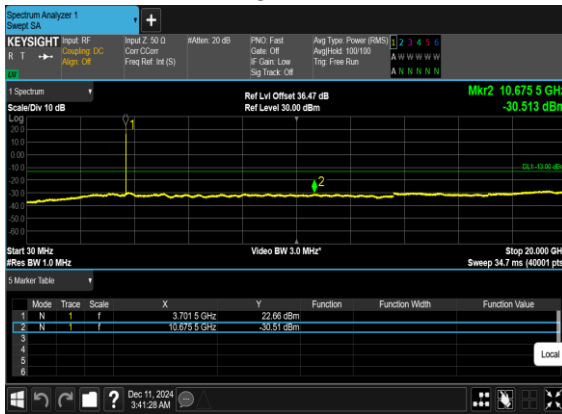 Spectrum Analyzer 1
Swept SA
KEYSIGHT Input: RF Input Z: 50 Ω #Atten: 20 dB PNO: Fast Avg Type: Power (RMS) 1 2 3 4 5 6
R T Coupling: DC Corr CCorr Gate: Off Avg|Hold: 100/100 A W W W W W
Align: Off Freq Ref: Int (S) IF Gain: Low Trig: Free Run
Sig Track: Off A N N N N N
1 Spectrum
Scale/Div 10 dB Ref Lvl Offset 36.47 dB Mkr2 10.675 5 GHz
Ref Level 30.00 dBm -30.513 dBm
Log
20.0
10.0
0.00
-10.0
-20.0
-30.0
-40.0
-50.0
-60.0
1
2
DL1 -13.00 dB
Start 30 MHz Video BW 3.0 MHz* Stop 20.000 GH
#Res BW 1.0 MHz Sweep 34.7 ms (40001 pts
5 Marker Table
Mode Trace Scale X Y Function Function Width Function Value
1 N 1 f 3.701 5 GHz 22.66 dBm
2 N 1 f 10.675 5 GHz -30.51 dBm
3
4
5
6
Local
? Dec 11, 2024
3:41:28 AM